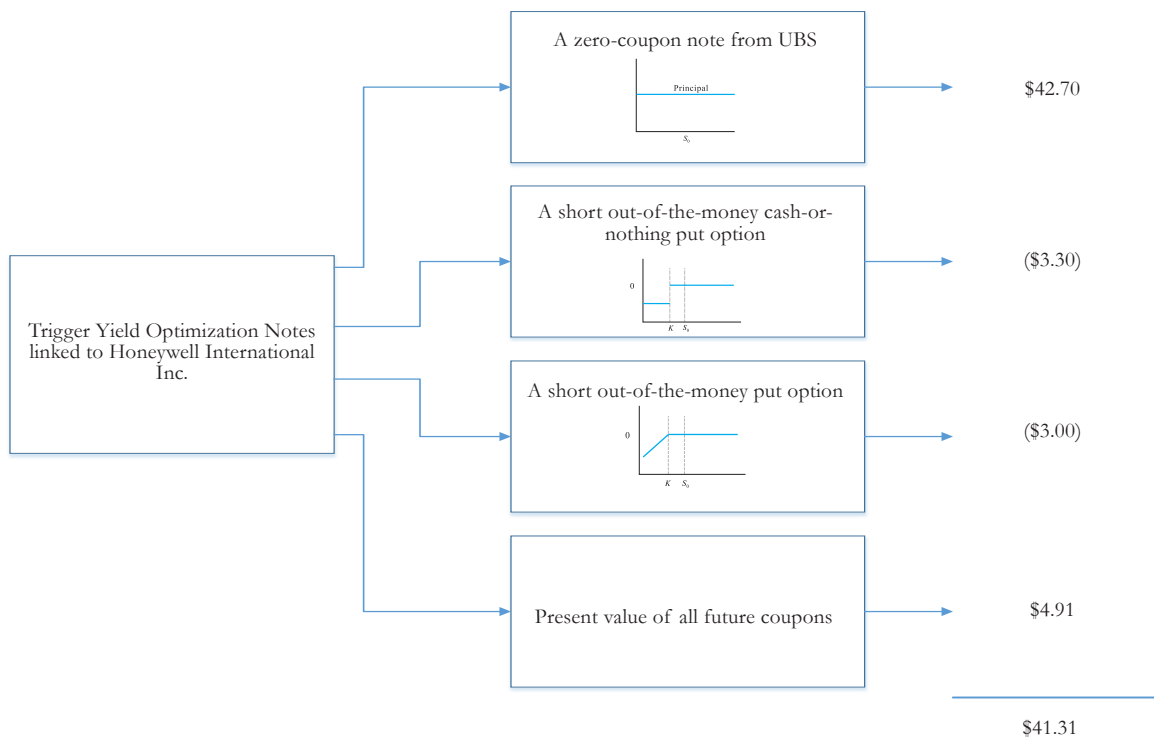 A zero-coupon note from UBS
Principal
S₀
$42.70
A short out-of-the-money cash-or-
nothing put option
0
K
S₀
($3.30)
Trigger Yield Optimization Notes
linked to Honeywell International
Inc.
A short out-of-the-money put option
0
K
S₀
($3.00)
Present value of all future coupons
$4.91
$41.31